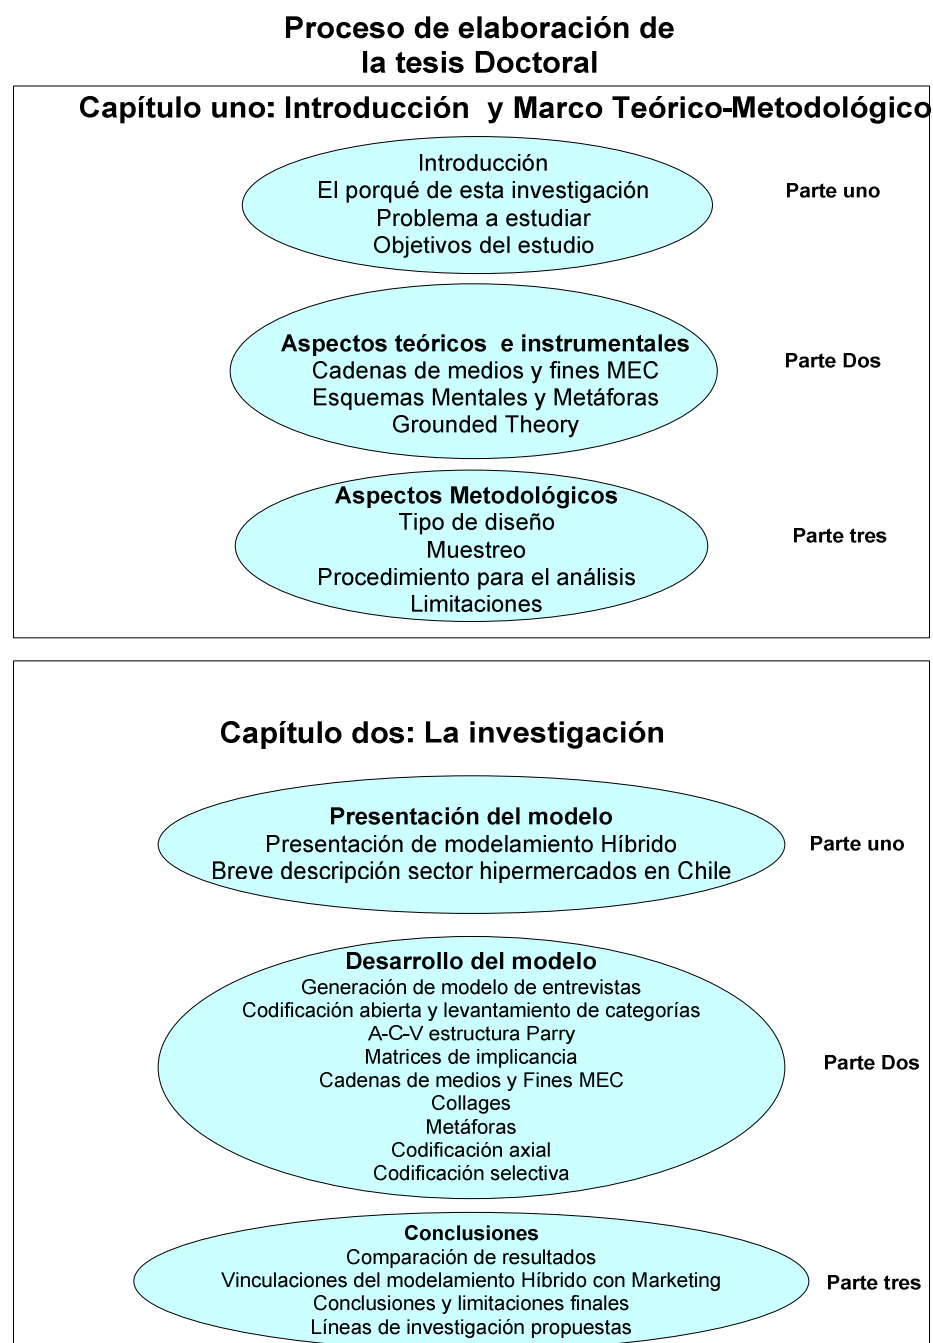 Proceso de elaboración de
la tesis Doctoral
Capítulo uno: Introducción y Marco Teórico-Metodológico
Introducción
El porqué de esta investigación
Problema a estudiar
Objetivos del estudio
Parte uno
Aspectos teóricos e instrumentales
Cadenas de medios y fines MEC
Esquemas Mentales y Metáforas
Grounded Theory
Parte Dos
Aspectos Metodológicos
Tipo de diseño
Muestreo
Procedimiento para el análisis
Limitaciones
Parte tres
Capítulo dos: La investigación
Presentación del modelo
Presentación de modelamiento Híbrido
Breve descripción sector hipermercados en Chile
Parte uno
Desarrollo del modelo
Generación de modelo de entrevistas
Codificación abierta y levantamiento de categorías
A-C-V estructura Parry
Matrices de implicancia
Cadenas de medios y Fines MEC
Collages
Metáforas
Codificación axial
Codificación selectiva
Parte Dos
Conclusiones
Comparación de resultados
Vinculaciones del modelamiento Híbrido con Marketing
Conclusiones y limitaciones finales
Líneas de investigación propuestas
Parte tres